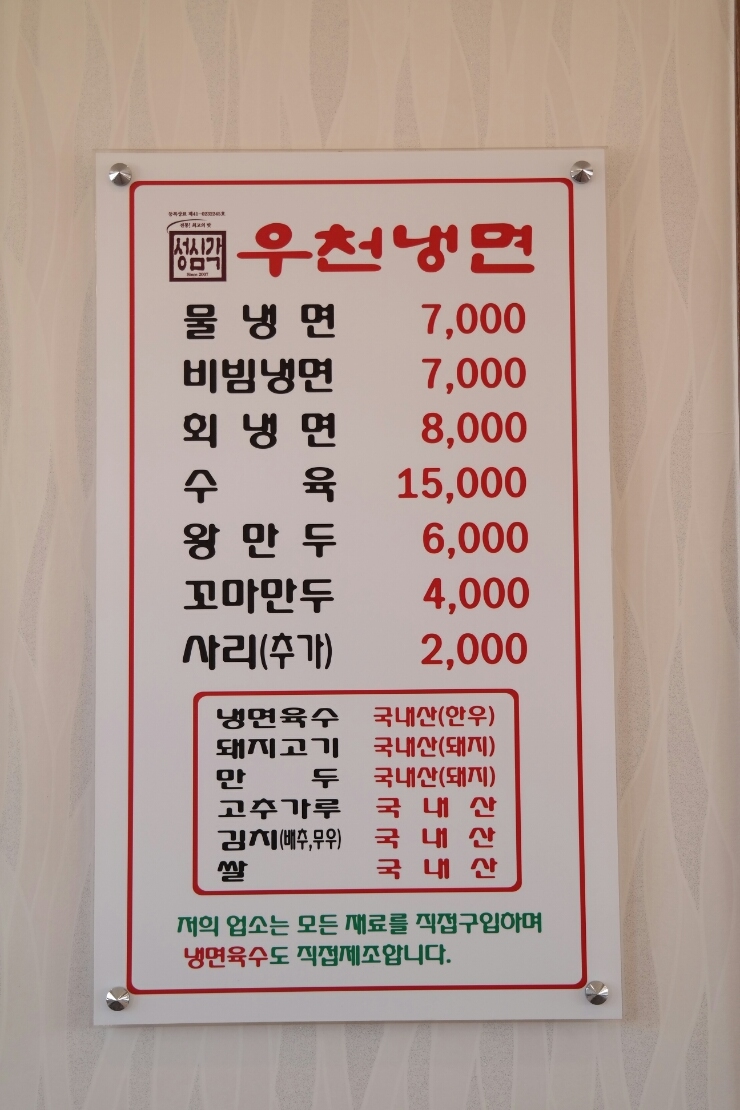 성심각
Since 2007
우천냉면
물 냉 면 7,000
비빔냉면 7,000
회 냉 면 8,000
수 육 15,000
왕 만 두 6,000
꼬마만두 4,000
사리(추가) 2,000
냉면육수 국내산(한우)
돼지고기 국내산(돼지)
만 두 국내산(돼지)
고추가루 국 내 산
김치(배추,무우) 국 내 산
쌀 국 내 산
저희 업소는 모든 재료를 직접구입하며
냉면육수도 직접제조합니다.